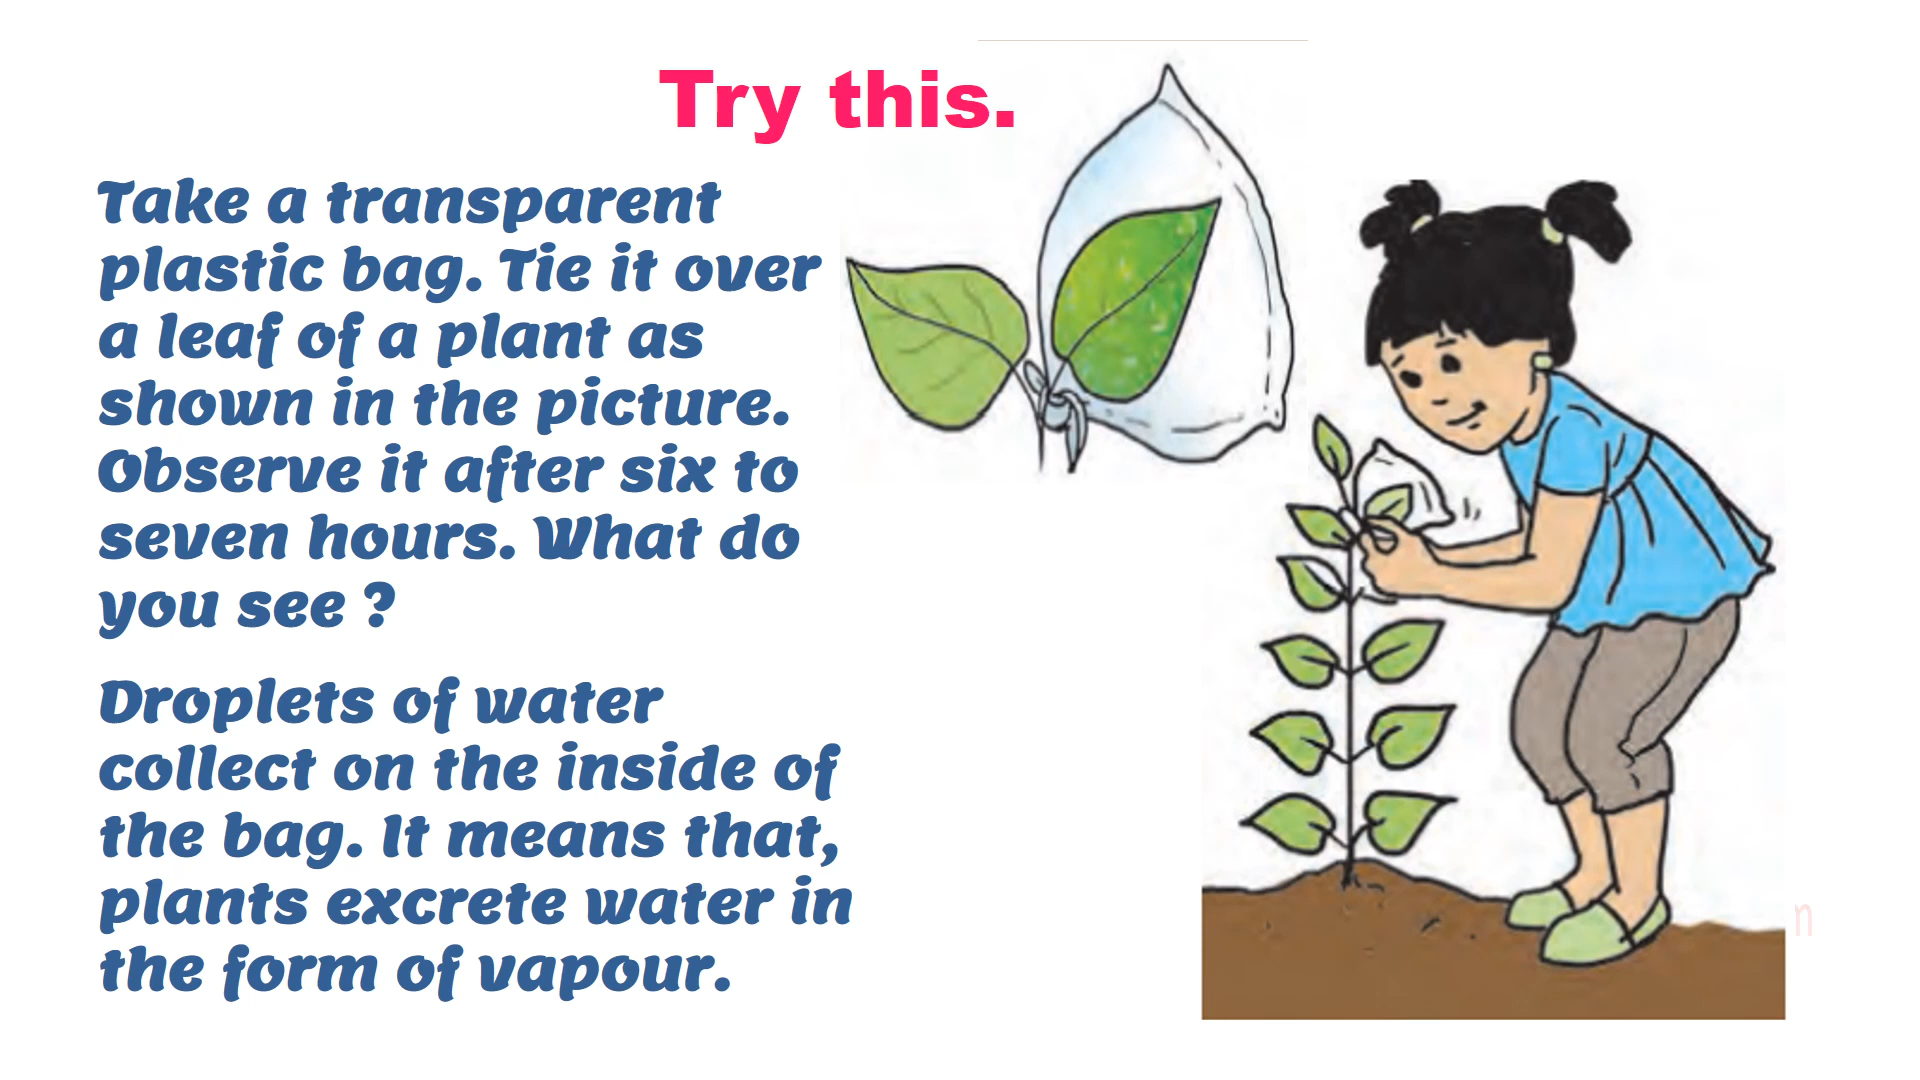 Try this.
Take a transparent
plastic bag. Tie it over
a leaf of a plant as
shown in the picture.
Observe it after six to
seven hours. What do
you see ?
Droplets of water
collect on the inside of
the bag. It means that,
plants excrete water in
the form of vapour.
n